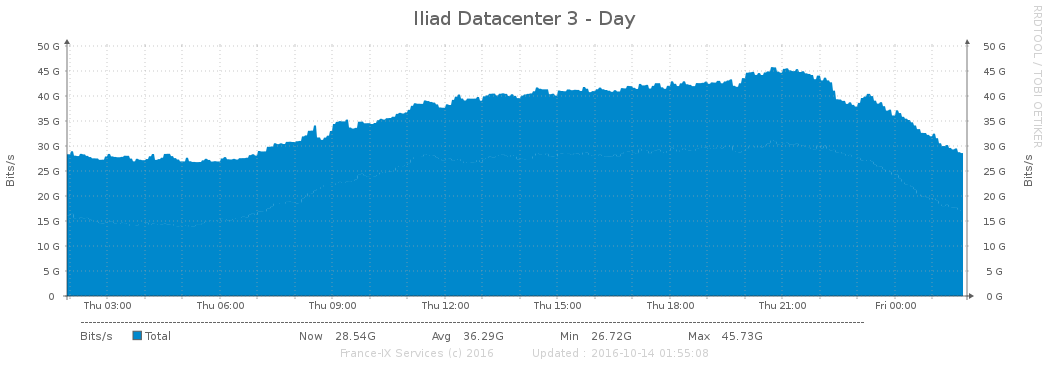 Iliad Datacenter 3 - Day
RRDTOOL / TOBI OETIKER
Bits/s
50 G 50 G
45 G 45 G
40 G 40 G
35 G 35 G
30 G 30 G
25 G 25 G
20 G 20 G
15 G 15 G
10 G 10 G
5 G 5 G
0 0 G
Bits/s
Thu 03:00 Thu 06:00 Thu 09:00 Thu 12:00 Thu 15:00 Thu 18:00 Thu 21:00 Fri 00:00
Bits/s Total Now 28.54G Avg 36.29G Min 26.72G Max 45.73G
France-IX Services (c) 2016 Updated : 2016-10-14 01:55:08